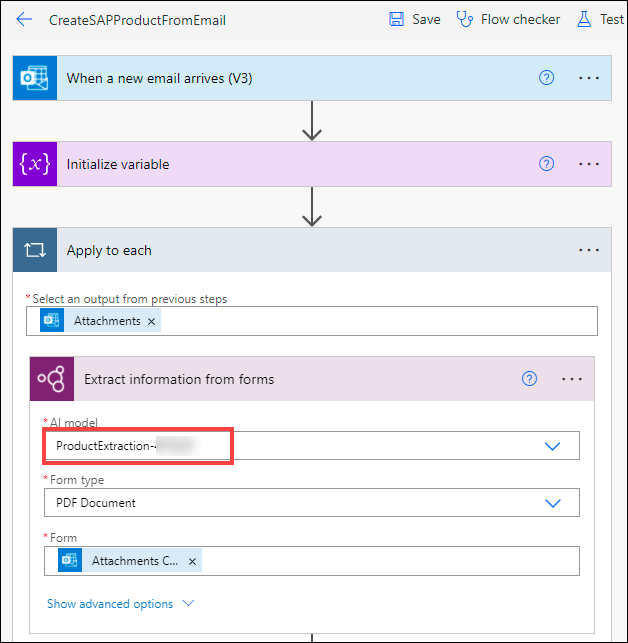 CreateSAPProductFromEmail Save Flow checker Test
When a new email arrives (V3)
{x} Initialize variable
Apply to each
*Select an output from previous steps
Attachments ×
Extract information from forms
*AI model
ProductExtraction-
*Form type
PDF Document
*Form
Attachments C... ×
Show advanced options